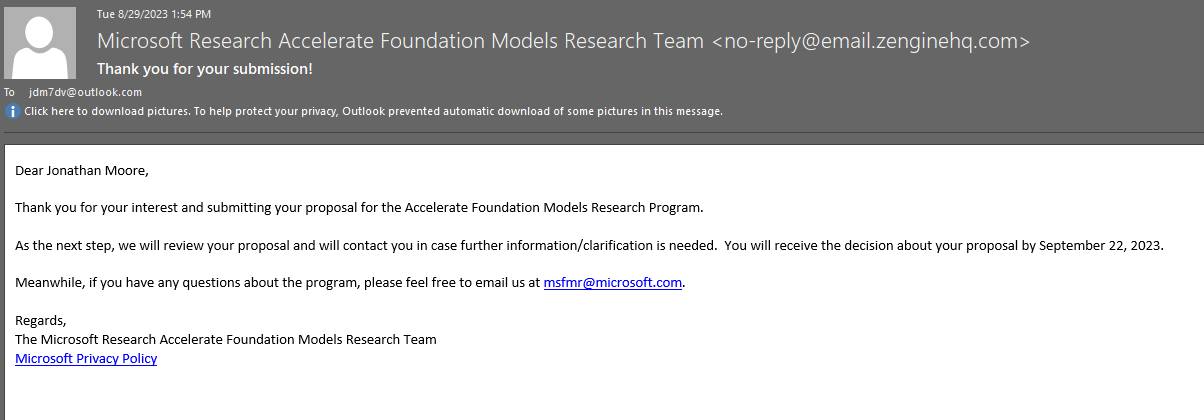 Tue 8/29/2023 1:54 PM
Microsoft Research Accelerate Foundation Models Research Team <no-reply@email.zenginehq.com>
Thank you for your submission!
To jdm7dv@outlook.com
Click here to download pictures. To help protect your privacy, Outlook prevented automatic download of some pictures in this message.
Dear Jonathan Moore,
Thank you for your interest and submitting your proposal for the Accelerate Foundation Models Research Program.
As the next step, we will review your proposal and will contact you in case further information/clarification is needed.  You will receive the decision about your proposal by September 22, 2023.
Meanwhile, if you have any questions about the program, please feel free to email us at msfmr@microsoft.com.
Regards,
The Microsoft Research Accelerate Foundation Models Research Team
Microsoft Privacy Policy